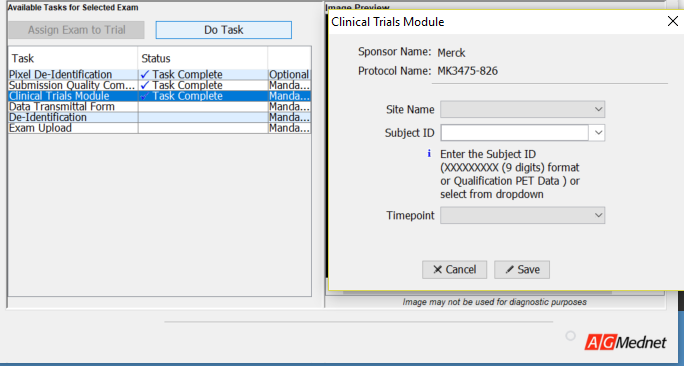 Available Tasks for Selected Exam
Assign Exam to Trial Do Task
Task Status
Pixel De-Identification ✓ Task Complete Optional
Submission Quality Com... ✓ Task Complete Manda...
Clinical Trials Module ✓ Task Complete Manda...
Data Transmittal Form Manda...
De-Identification Manda...
Exam Upload Manda...
Image Preview
Clinical Trials Module
Sponsor Name: Merck
Protocol Name: MK3475-826
Site Name
Subject ID
i Enter the Subject ID
(XXXXXXXXX (9 digits) format
or Qualification PET Data ) or
select from dropdown
Timepoint
Cancel Save
Image may not be used for diagnostic purposes
AG Mednet